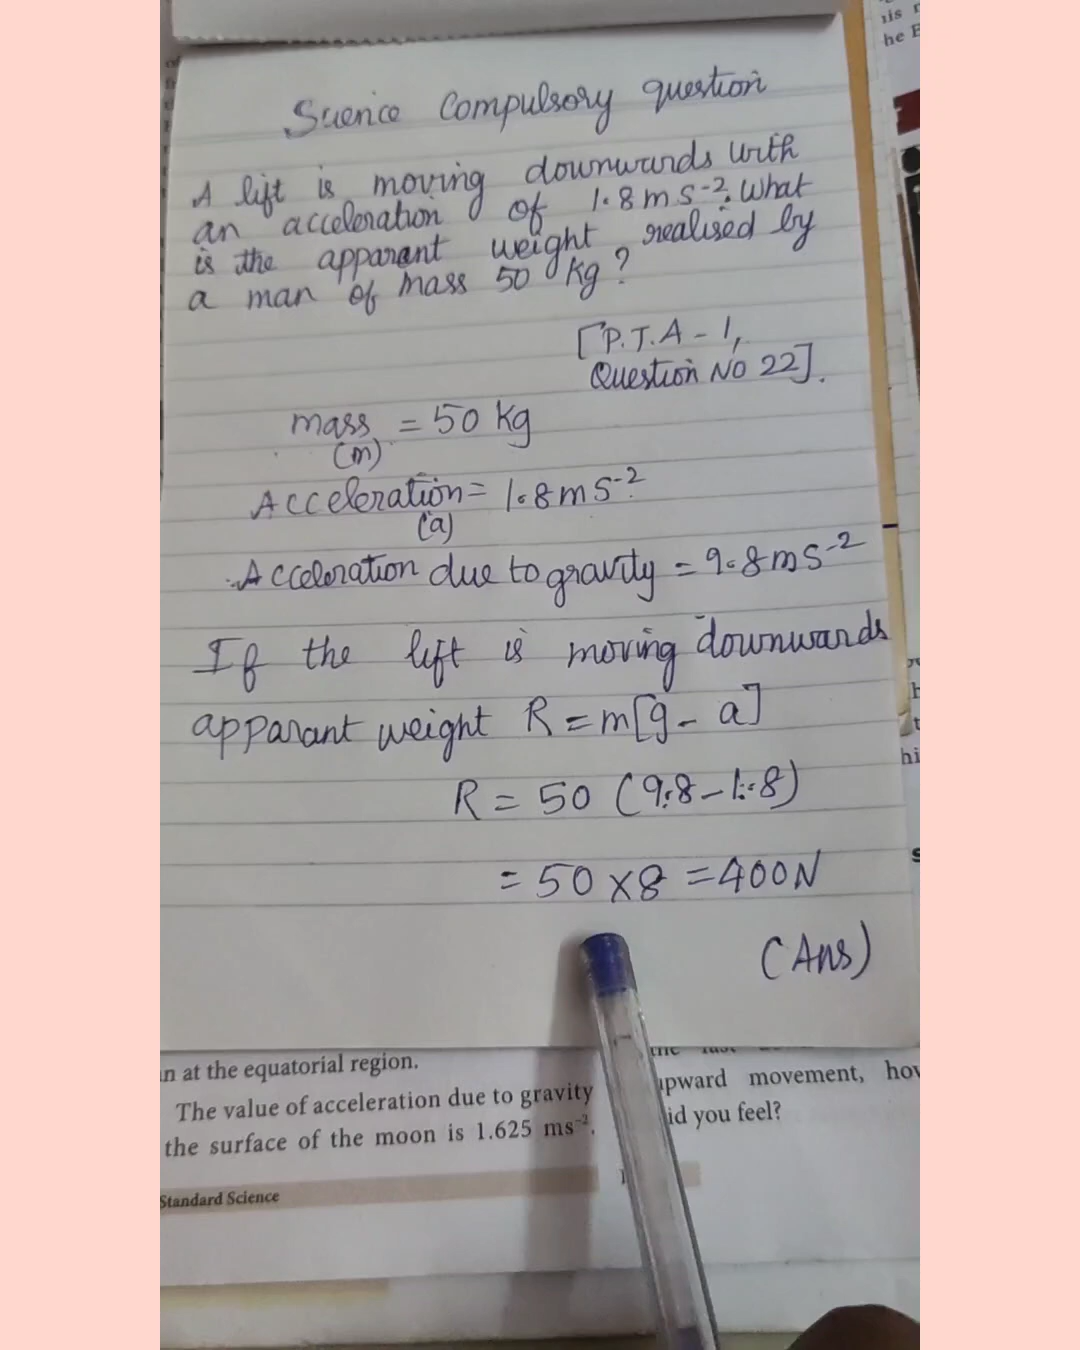 Science Compulsory question
A lift is moving downwards with
an acceleration of 1.8 m s-2. What
is the apparant weight realised by
a man of mass 50 kg?
[P.T.A - 1,
Question No 22].
mass = 50 kg
(m)
Acceleration = 1.8 m s-2
(a)
Acceleration due to gravity = 9.8 m s-2
If the lift is moving downwards
apparant weight R = m[g - a]
R = 50 (9.8 - 1.8)
= 50 x 8 = 400N
(Ans)
n at the equatorial region.
The value of acceleration due to gravity
the surface of the moon is 1.625 ms-2.
Standard Science
upward movement, how
did you feel?